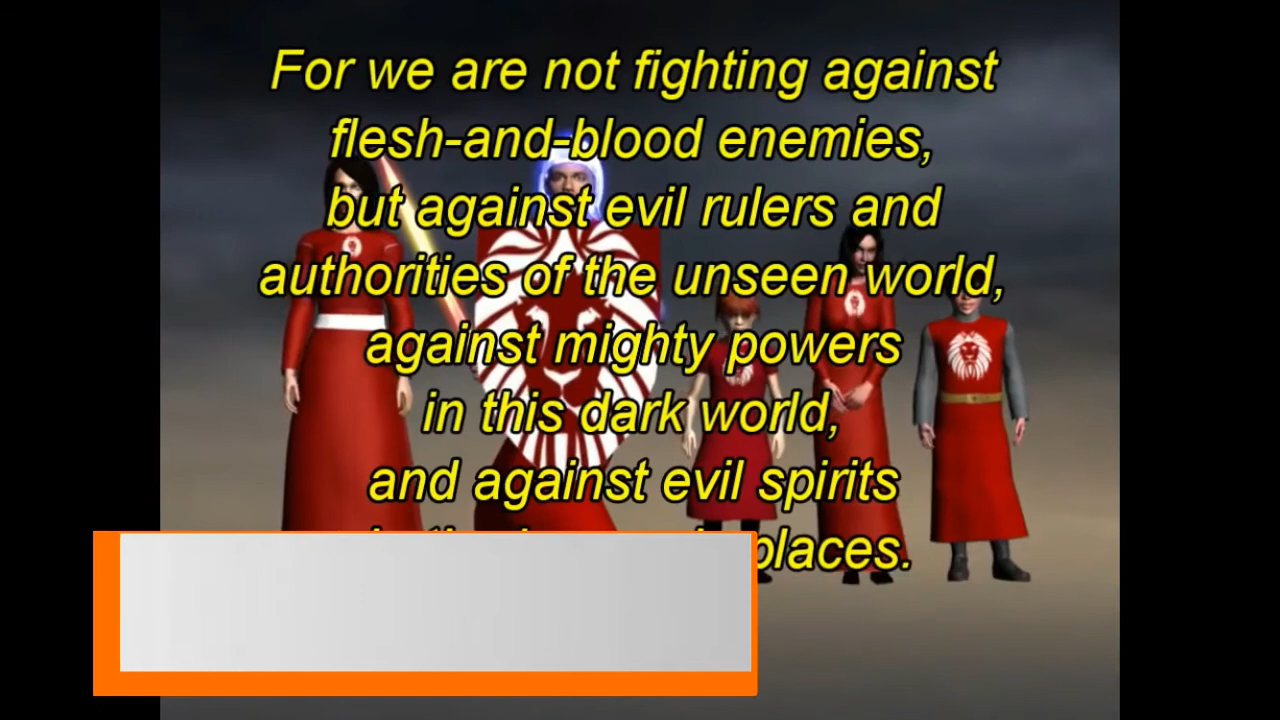 For we are not fighting against
flesh-and-blood enemies,
but against evil rulers and
authorities of the unseen world,
against mighty powers
in this dark world,
and against evil spirits
places.